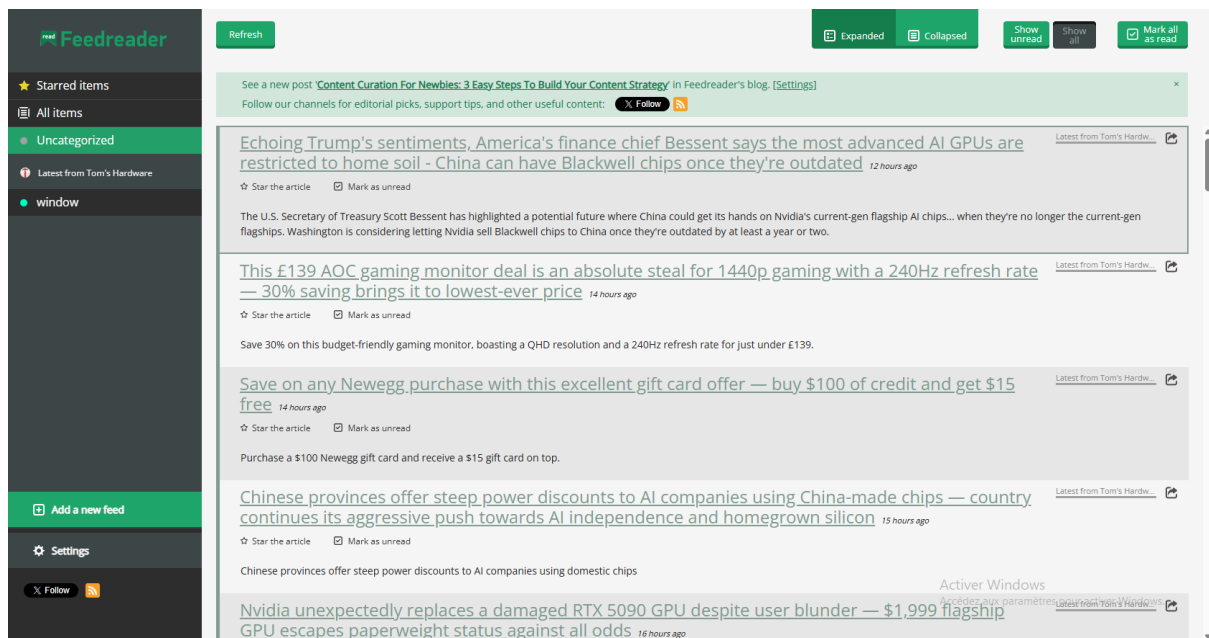 read Feedreader
Starred items
All items
Uncategorized
Latest from Tom's Hardware
window
Add a new feed
Settings
X Follow
Refresh
Expanded
Collapsed
Show
unread
Show
all
Mark all
as read
See a new post 'Content Curation For Newbies: 3 Easy Steps To Build Your Content Strategy' in Feedreader's blog. [Settings]
×
Follow our channels for editorial picks, support tips, and other useful content: X Follow
Echoing Trump's sentiments, America's finance chief Bessent says the most advanced AI GPUs are
restricted to home soil - China can have Blackwell chips once they're outdated 12 hours ago
Latest from Tom's Hardw...
Star the article Mark as unread
The U.S. Secretary of Treasury Scott Bessent has highlighted a potential future where China could get its hands on Nvidia's current-gen flagship AI chips... when they're no longer the current-gen
flagships. Washington is considering letting Nvidia sell Blackwell chips to China once they're outdated by at least a year or two.
This £139 AOC gaming monitor deal is an absolute steal for 1440p gaming with a 240Hz refresh rate
— 30% saving brings it to lowest-ever price 14 hours ago
Latest from Tom's Hardw...
Star the article Mark as unread
Save 30% on this budget-friendly gaming monitor, boasting a QHD resolution and a 240Hz refresh rate for just under £139.
Save on any Newegg purchase with this excellent gift card offer — buy $100 of credit and get $15
free 14 hours ago
Latest from Tom's Hardw...
Star the article Mark as unread
Purchase a $100 Newegg gift card and receive a $15 gift card on top.
Chinese provinces offer steep power discounts to AI companies using China-made chips — country
continues its aggressive push towards AI independence and homegrown silicon 15 hours ago
Latest from Tom's Hardw...
Star the article Mark as unread
Chinese provinces offer steep power discounts to AI companies using domestic chips
Nvidia unexpectedly replaces a damaged RTX 5090 GPU despite user blunder — $1,999 flagship
GPU escapes paperweight status against all odds 16 hours ago
Latest from Tom's Hardw...
Activer Windows
Accédez aux paramètres pour activer Windows.